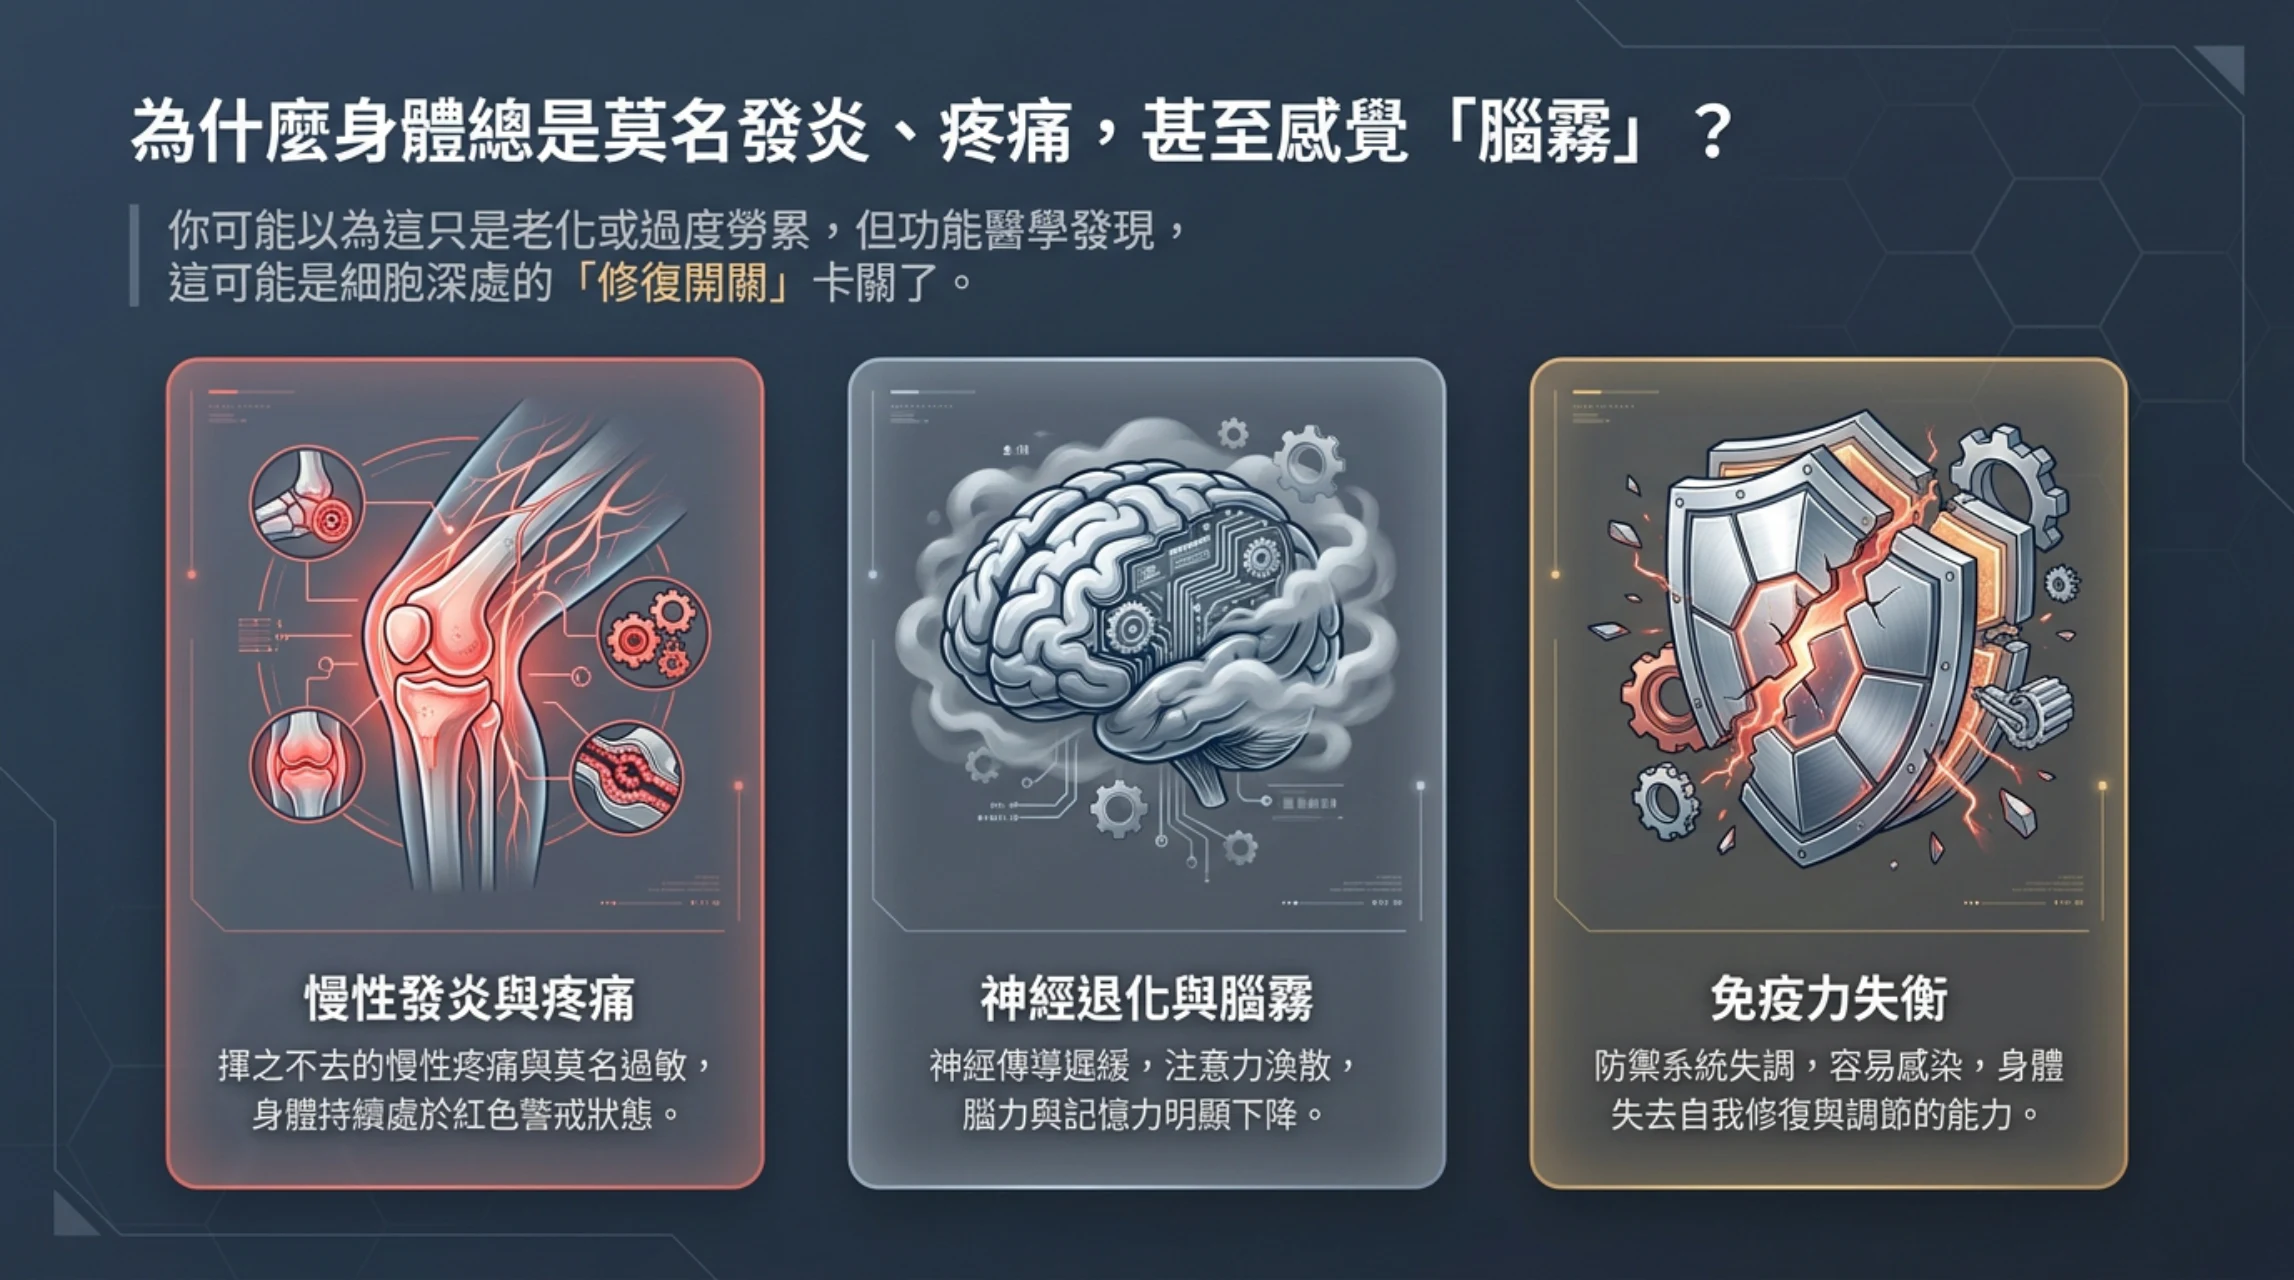 為什麼身體總是莫名發炎、疼痛，甚至感覺「腦霧」？
你可能以為這只是老化或過度勞累，但功能醫學發現，
這可能是細胞深處的「修復開關」卡關了。
慢性發炎與疼痛
揮之不去的慢性疼痛與莫名過敏，
身體持續處於紅色警戒狀態。
神經退化與腦霧
神經傳導遲緩，注意力渙散，
腦力與記憶力明顯下降。
免疫力失衡
防禦系統失調，容易感染，身體
失去自我修復與調節的能力。